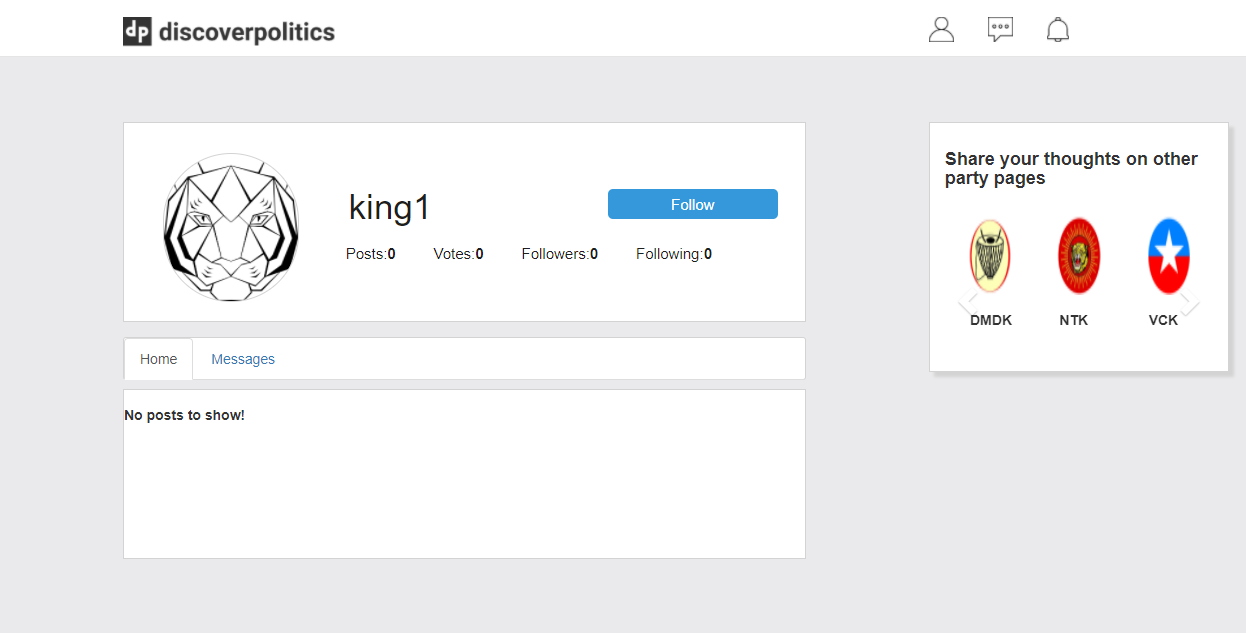 dp discoverpolitics
king1
Follow
Posts:0 Votes:0 Followers:0 Following:0
Home Messages
No posts to show!
Share your thoughts on other
party pages
DMDK NTK VCK